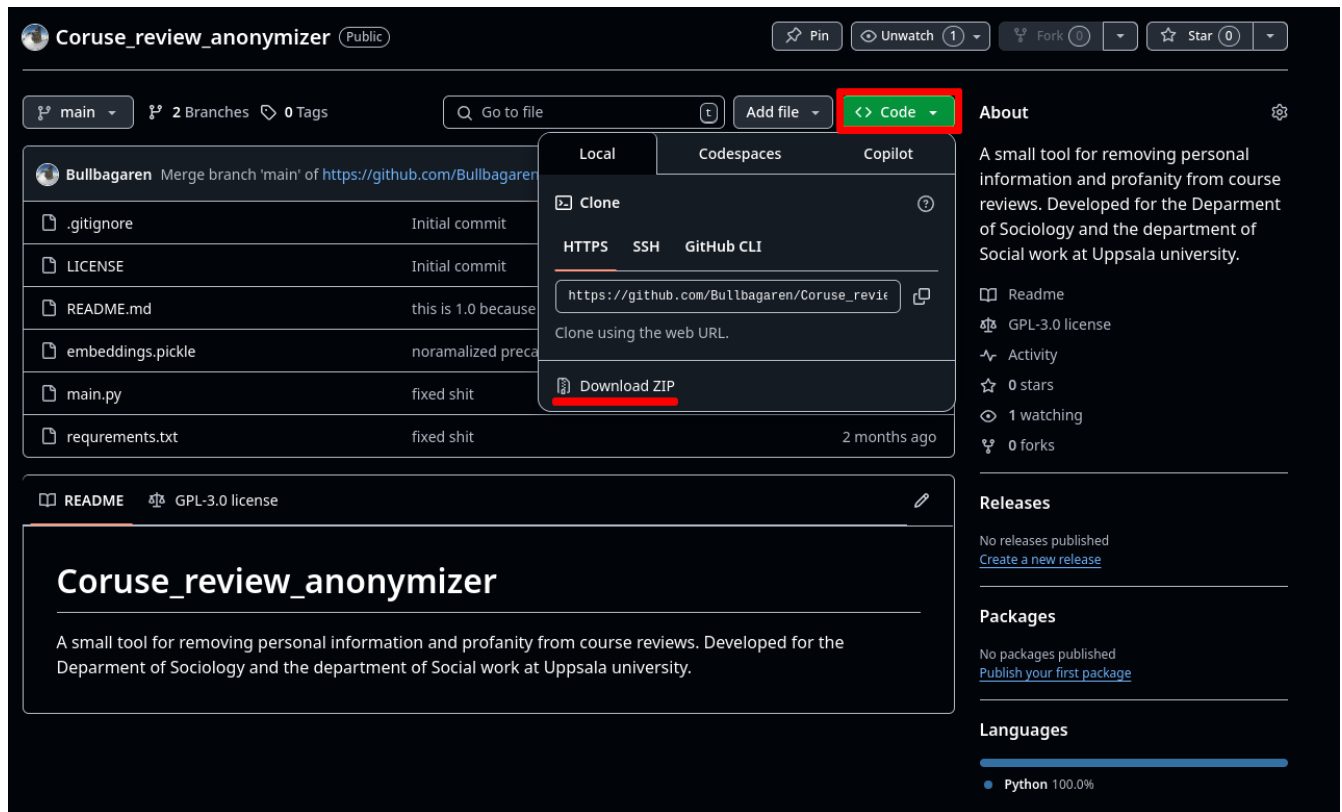 Coruse_review_anonymizer Public
Pin
Unwatch 1
Fork 0
Star 0
main
2 Branches
0 Tags
Go to file
t
Add file
<> Code
Local
Codespaces
Copilot
Clone
HTTPS
SSH
GitHub CLI
https://github.com/Bullbagaren/Coruse_revie
Clone using the web URL.
Download ZIP
Bullbagaren Merge branch 'main' of https://github.com/Bullbagaren
.gitignore Initial commit
LICENSE Initial commit
README.md this is 1.0 because
embeddings.pickle noramalized preca
main.py fixed shit
requrements.txt fixed shit 2 months ago
README
GPL-3.0 license
Coruse_review_anonymizer
A small tool for removing personal information and profanity from course reviews. Developed for the
Deparment of Sociology and the department of Social work at Uppsala university.
About
A small tool for removing personal
information and profanity from course
reviews. Developed for the Deparment
of Sociology and the department of
Social work at Uppsala university.
Readme
GPL-3.0 license
Activity
0 stars
1 watching
0 forks
Releases
No releases published
Create a new release
Packages
No packages published
Publish your first package
Languages
Python 100.0%